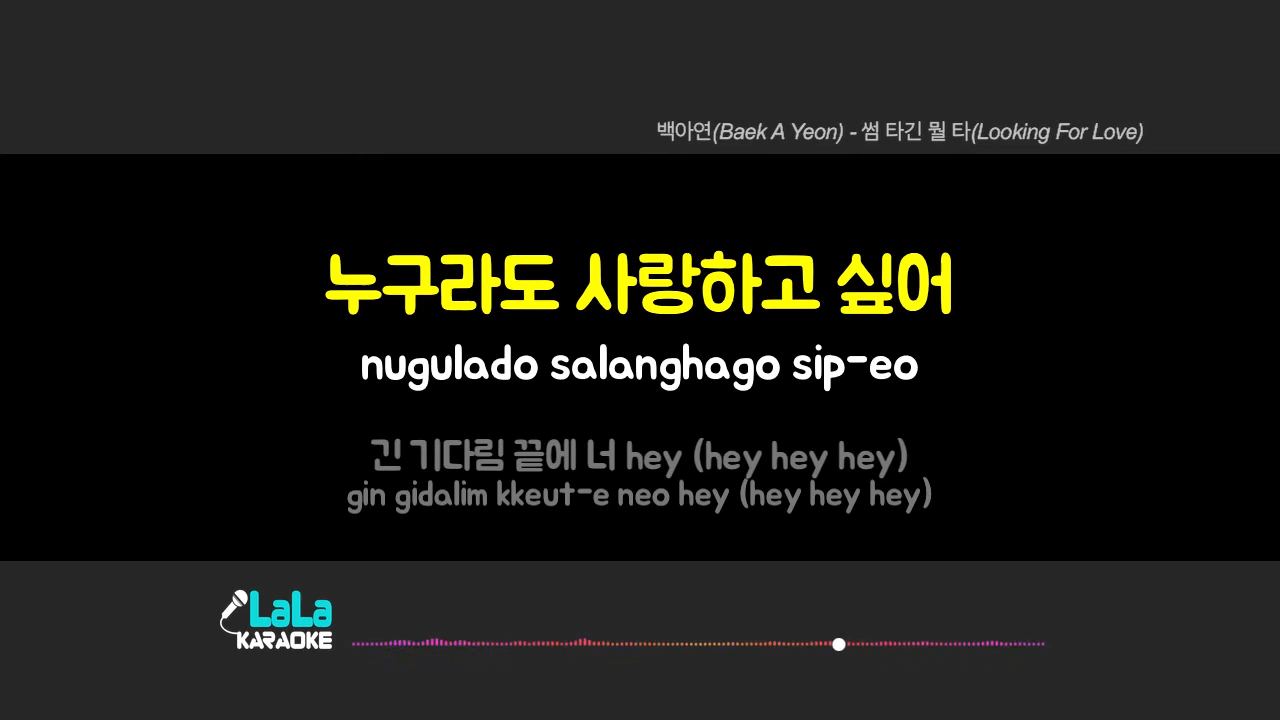 백아연(Baek A Yeon) - 썸 타긴 뭘 타(Looking For Love)
누구라도 사랑하고 싶어
nugulado salanghago sip-eo
긴 기다림 끝에 너 hey (hey hey hey)
gin gidalim kkeut-e neo hey (hey hey hey)
LaLa
KARAOKE